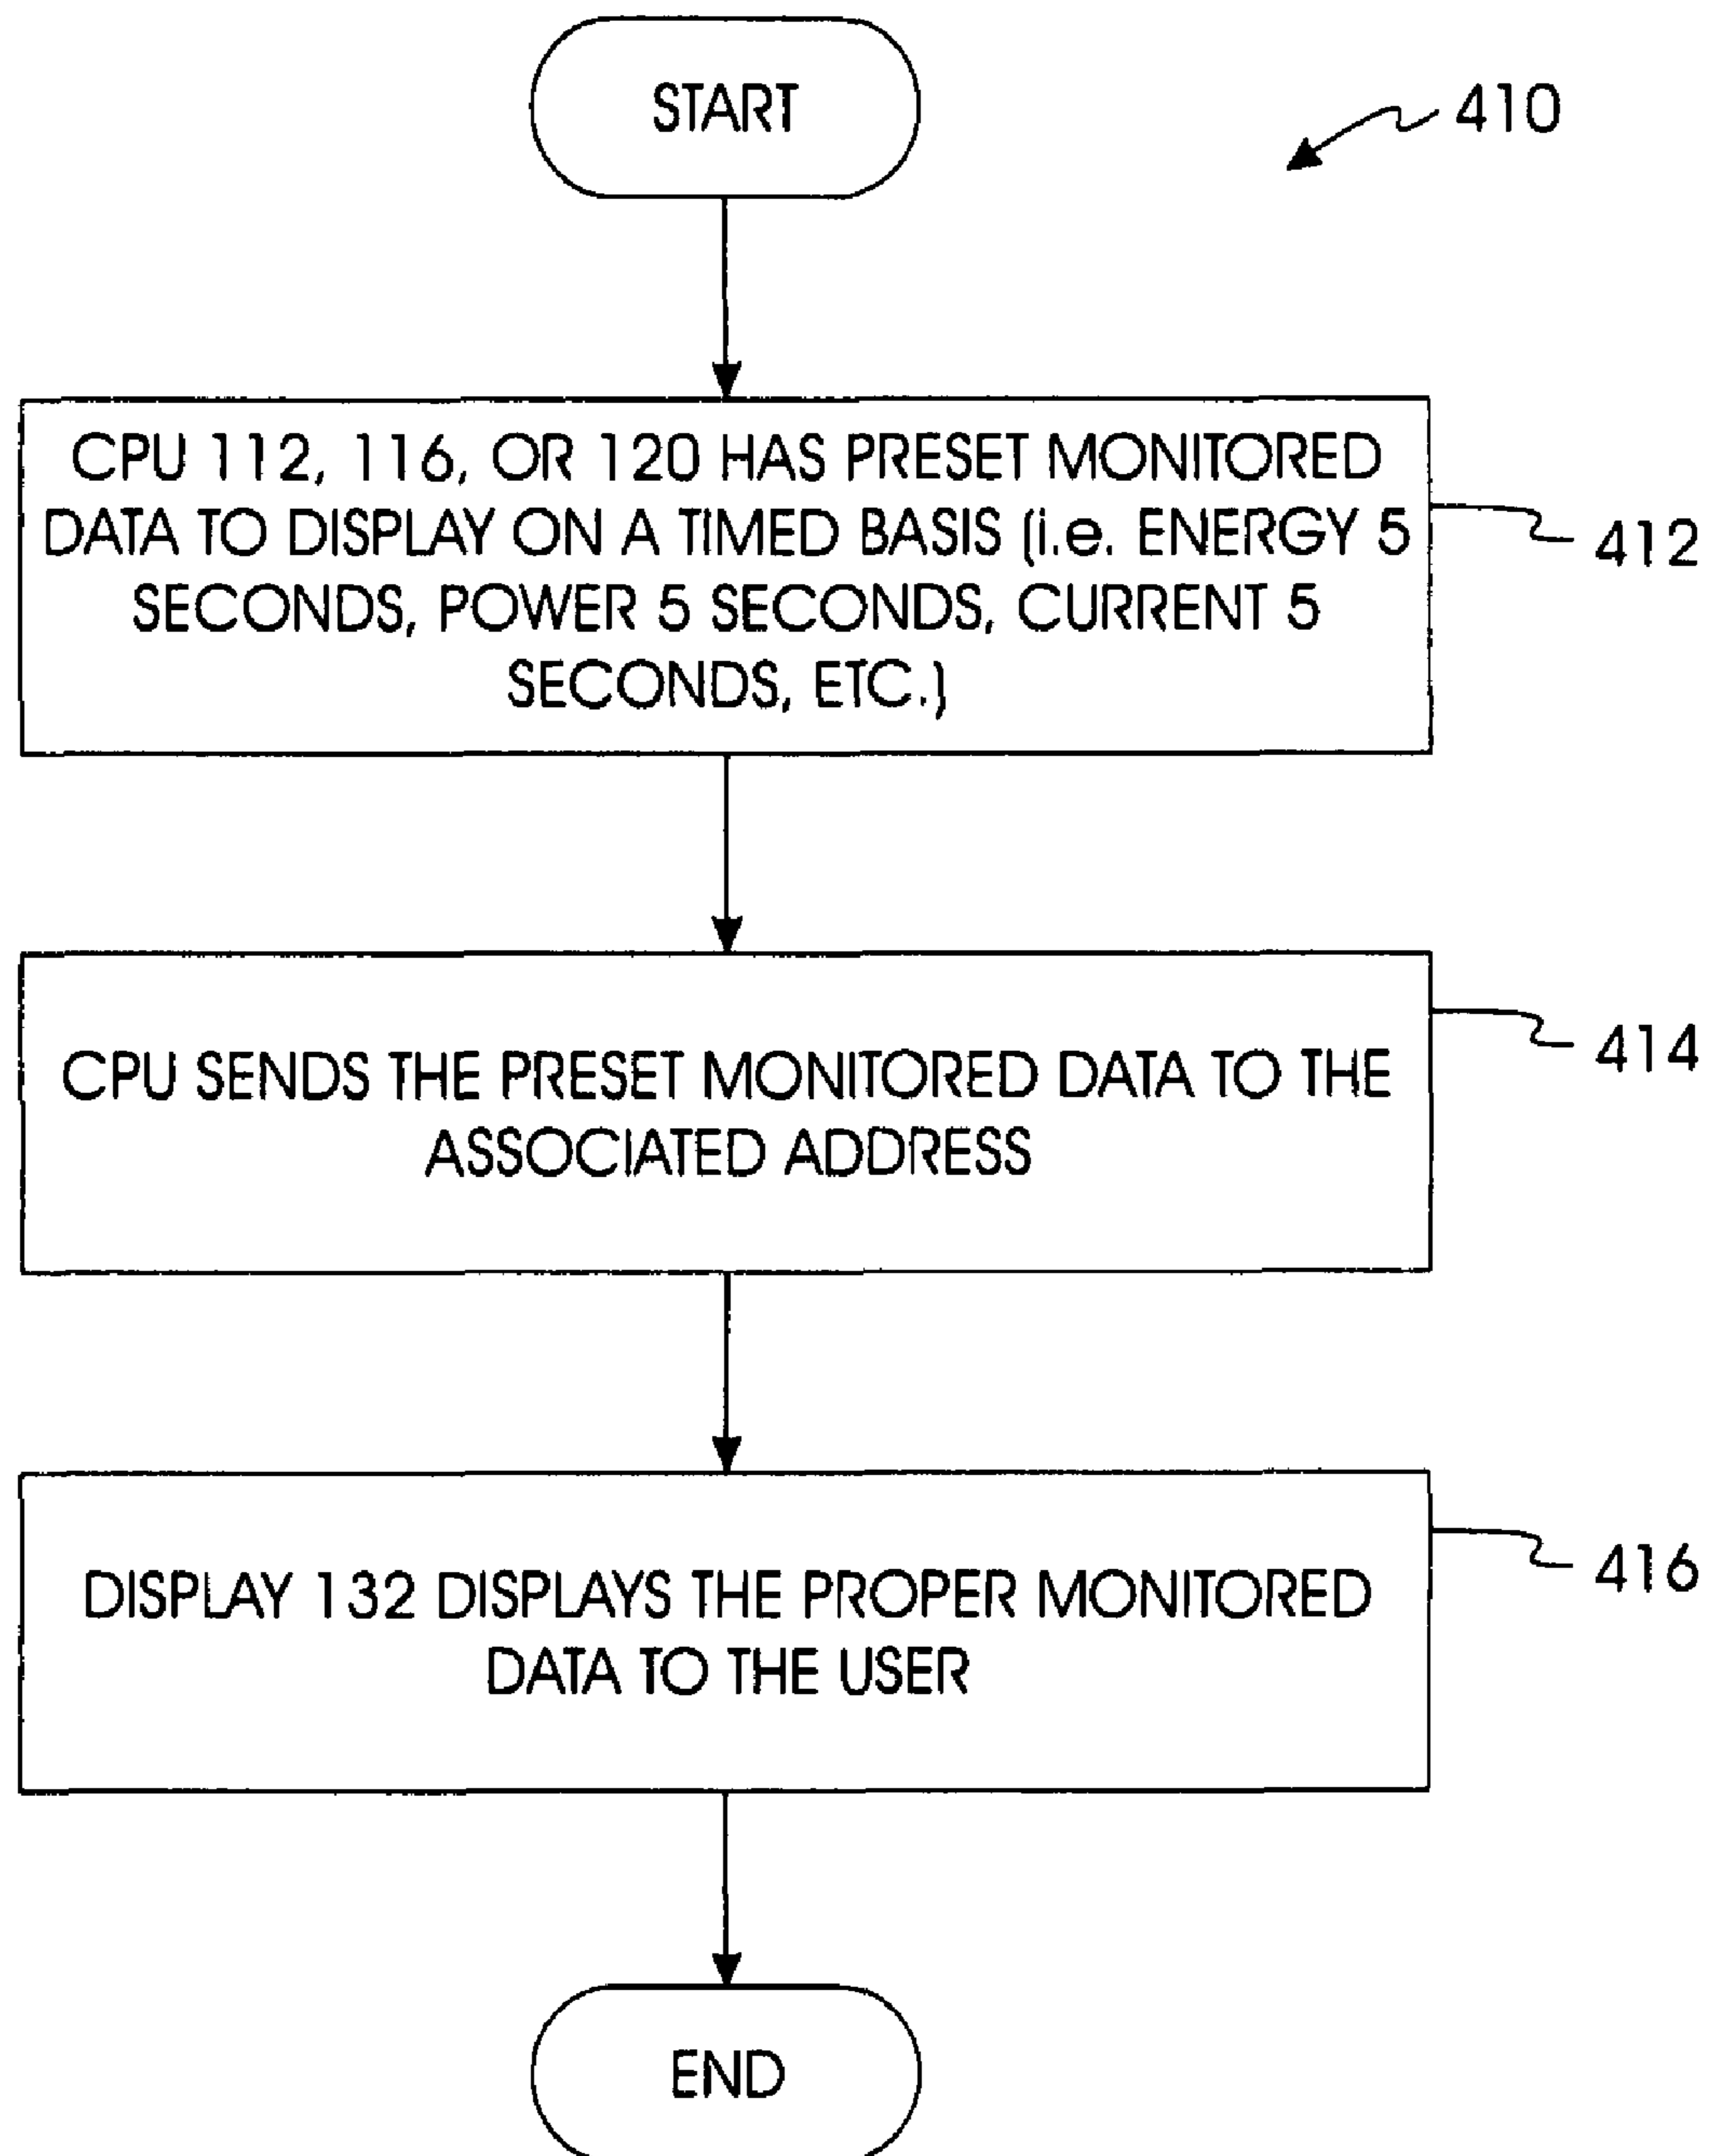 START
410
CPU 112, 116, OR 120 HAS PRESET MONITORED
DATA TO DISPLAY ON A TIMED BASIS (i.e. ENERGY 5
SECONDS, POWER 5 SECONDS, CURRENT 5
SECONDS, ETC.)
412
CPU SENDS THE PRESET MONITORED DATA TO THE
ASSOCIATED ADDRESS
414
DISPLAY 132 DISPLAYS THE PROPER MONITORED
DATA TO THE USER
416
END